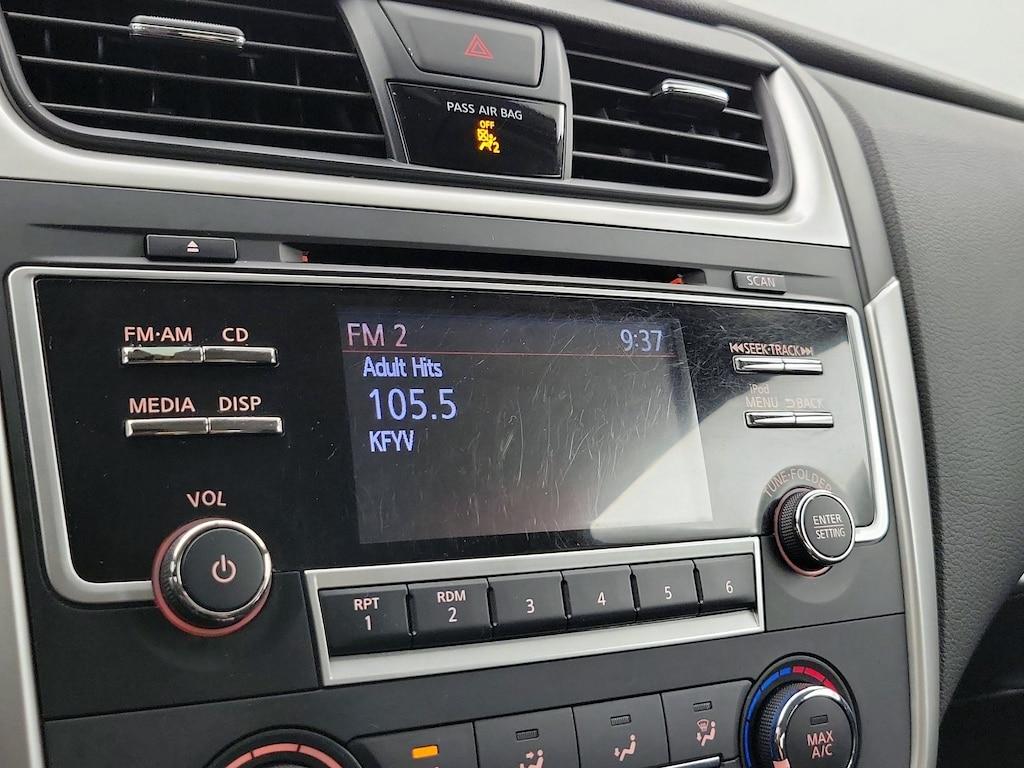 PASS AIR BAG
OFF
2
SCAN
FM·AM CD
MEDIA DISP
VOL
FM 2 9:37
Adult Hits
105.5
KFYV
SEEK·TRACK
iPod
MENU BACK
TUNE·FOLDER
ENTER
SETTING
RPT
1
RDM
2
3
4
5
6
MAX
A/C